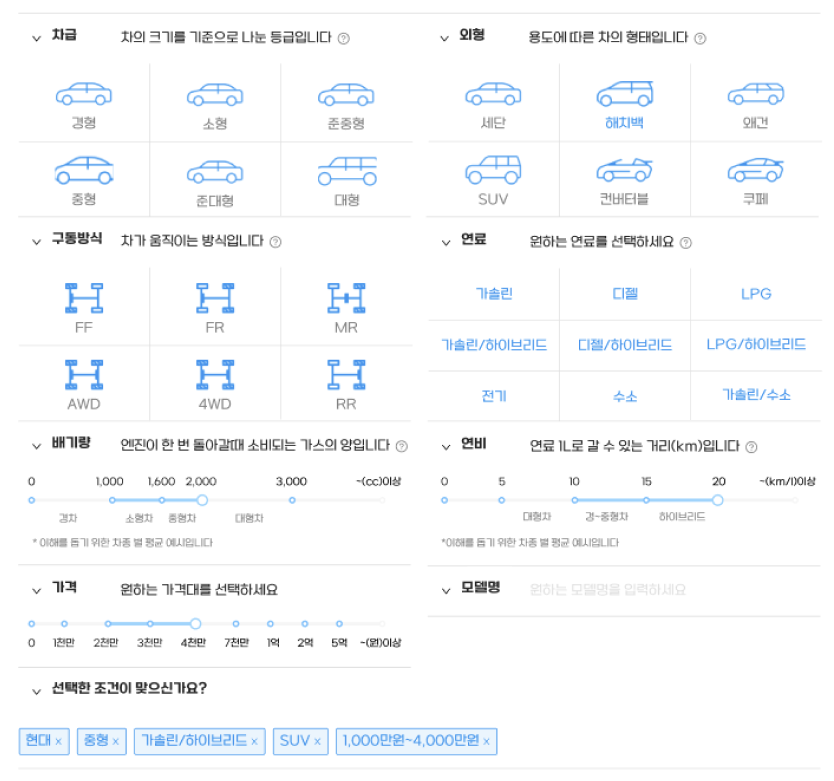 차급 차의 크기를 기준으로 나눈 등급입니다 ?
경형 소형 준중형
중형 준대형 대형
외형 용도에 따른 차의 형태입니다 ?
세단 해치백 왜건
SUV 컨버터블 쿠페
구동방식 차가 움직이는 방식입니다 ?
FF FR MR
AWD 4WD RR
연료 원하는 연료를 선택하세요 ?
가솔린 디젤 LPG
가솔린/하이브리드 디젤/하이브리드 LPG/하이브리드
전기 수소 가솔린/수소
배기량 엔진이 한 번 돌아갈때 소비되는 가스의 양입니다 ?
0 1,000 1,600 2,000 3,000 ~(cc)이상
경차 소형차 중형차 대형차
* 이해를 돕기 위한 차종 별 평균 예시입니다
연비 연료 1L로 갈 수 있는 거리(km)입니다 ?
0 5 10 15 20 ~(km/l)이상
대형차 경~중형차 하이브리드
*이해를 돕기 위한 차종 별 평균 예시입니다
가격 원하는 가격대를 선택하세요
0 1천만 2천만 3천만 4천만 7천만 1억 2억 5억 ~(원)이상
모델명 원하는 모델명을 입력하세요
선택한 조건이 맞으신가요?
현대 × 중형 × 가솔린/하이브리드 × SUV × 1,000만원~4,000만원 ×